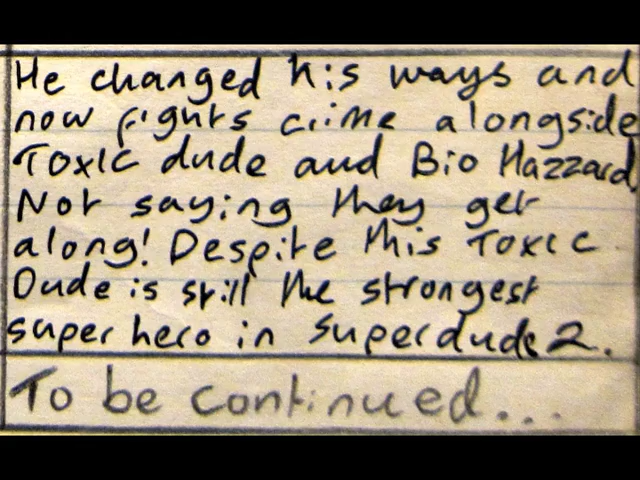 He changed his ways and
now fights crime alongside
Toxic dude and Bio Hazzard
Not saying they get
along! Despite this Toxic
Dude is still the strongest
super hero in Superdude 2.
To be continued...